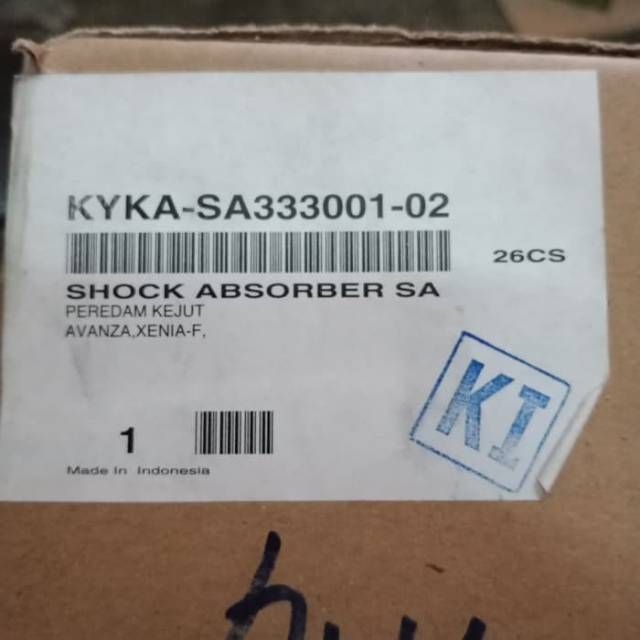 KYKA-SA333001-02
26CS
SHOCK ABSORBER SA
PEREDAM KEJUT
AVANZA,XENIA-F,
1
Made In Indonesia
KI